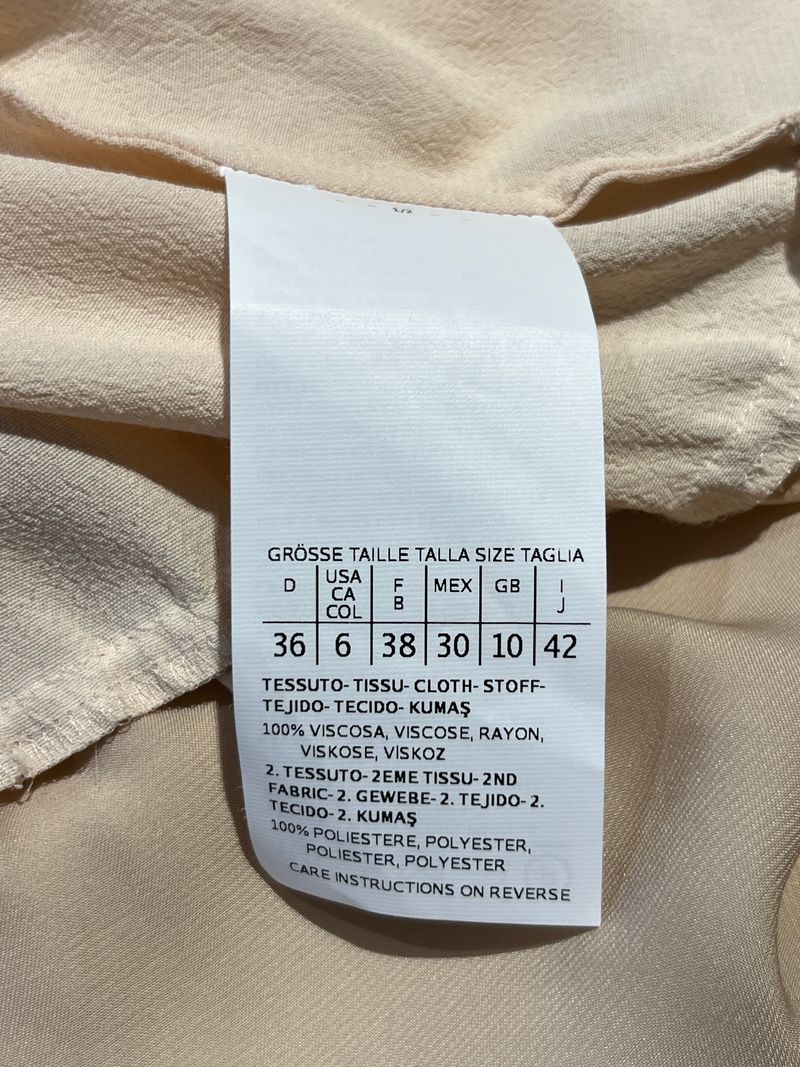 1/2
GRÖSSE TAILLE TALLA SIZE TAGLIA
D USA CA COL F B MEX GB I J
36 6 38 30 10 42
TESSUTO- TISSU- CLOTH- STOFF-
TEJIDO- TECIDO- KUMAŞ
100% VISCOSA, VISCOSE, RAYON,
VISKOSE, VİSKOZ
2. TESSUTO- 2EME TISSU- 2ND
FABRIC- 2. GEWEBE- 2. TEJIDO- 2.
TECIDO- 2. KUMAŞ
100% POLIESTERE, POLYESTER,
POLIESTER, POLYESTER
CARE INSTRUCTIONS ON REVERSE